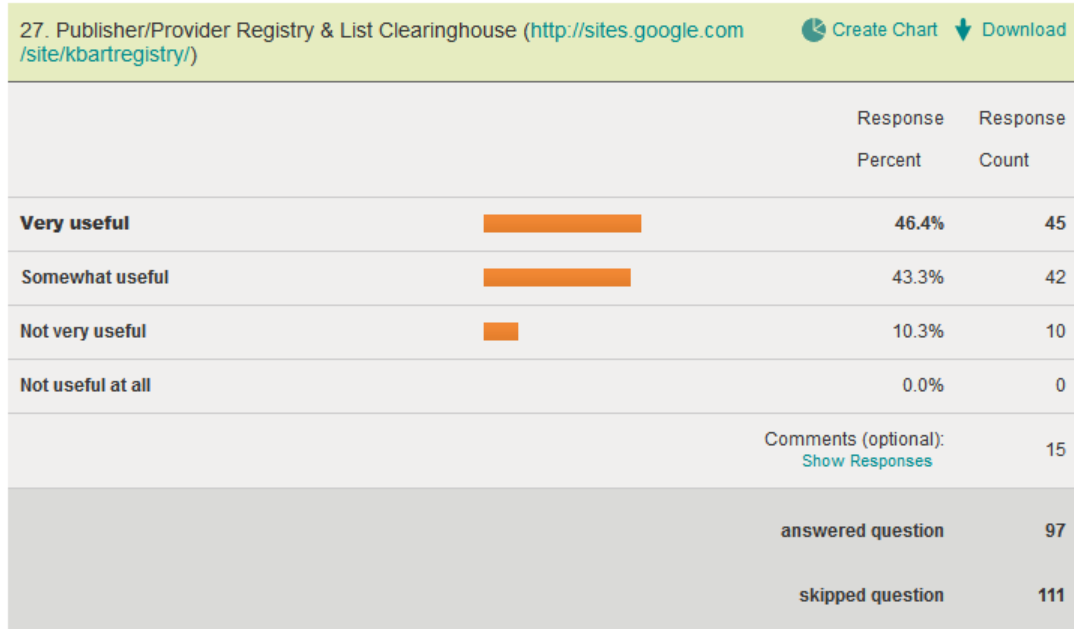 27. Publisher/Provider Registry & List Clearinghouse (http://sites.google.com Create Chart Download
/site/kbartregistry/)
Response Response
Percent Count
Very useful 46.4% 45
Somewhat useful 43.3% 42
Not very useful 10.3% 10
Not useful at all 0.0% 0
Comments (optional): 15
Show Responses
answered question 97
skipped question 111